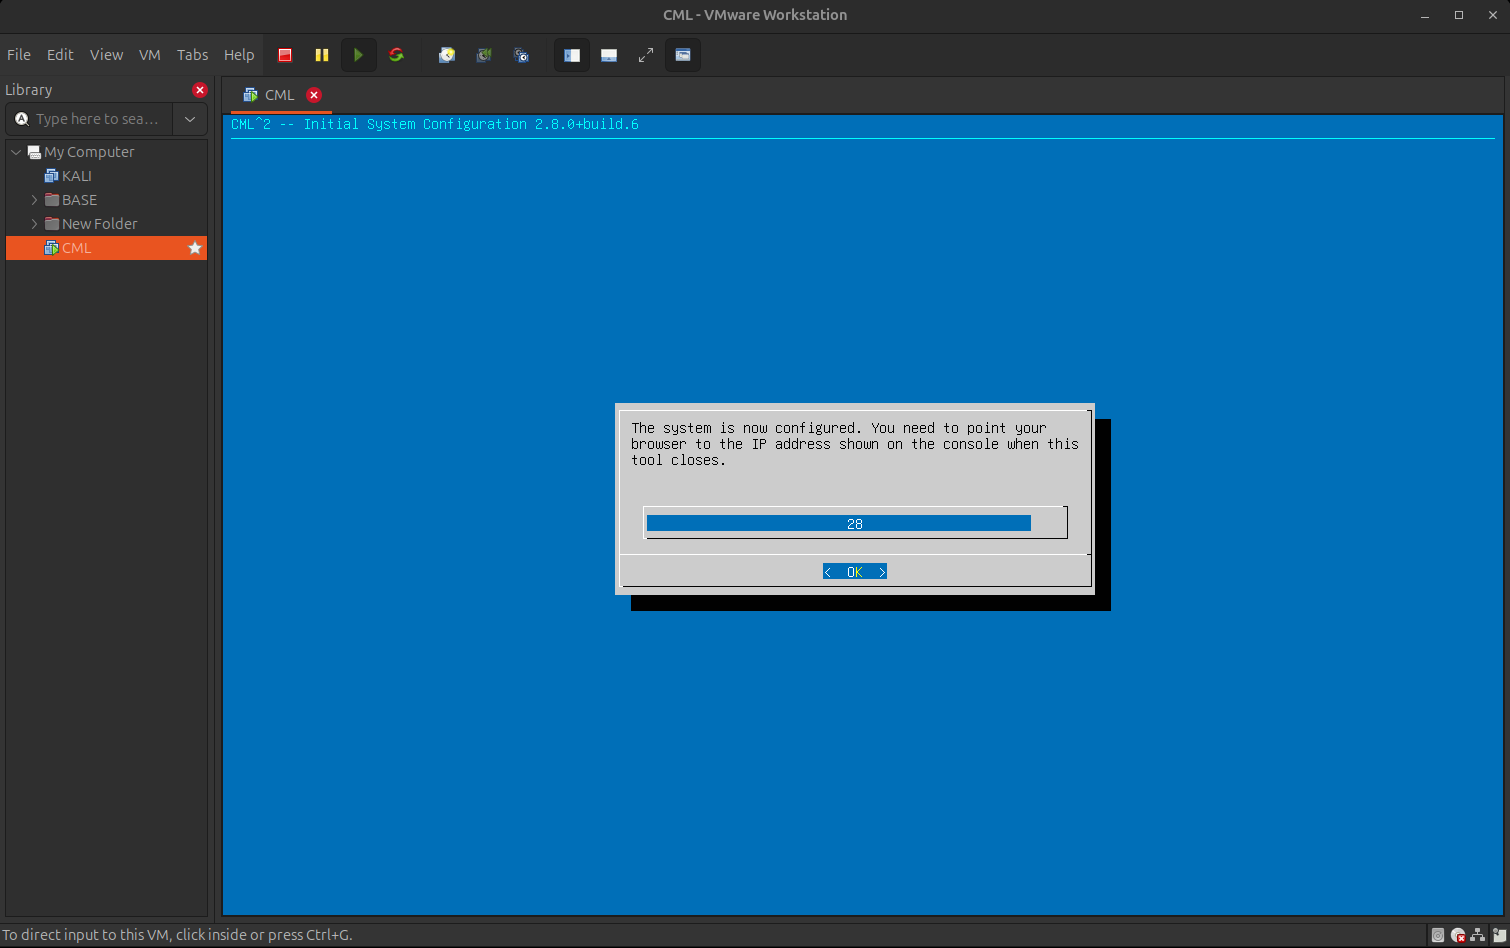 CML - VMware Workstation
File Edit View VM Tabs Help
Library
Type here to sea...
My Computer
KALI
BASE
New Folder
CML
CML
CML^2 -- Initial System Configuration 2.8.0+build.6
The system is now configured. You need to point your
browser to the IP address shown on the console when this
tool closes.
28
< OK >
To direct input to this VM, click inside or press Ctrl+G.